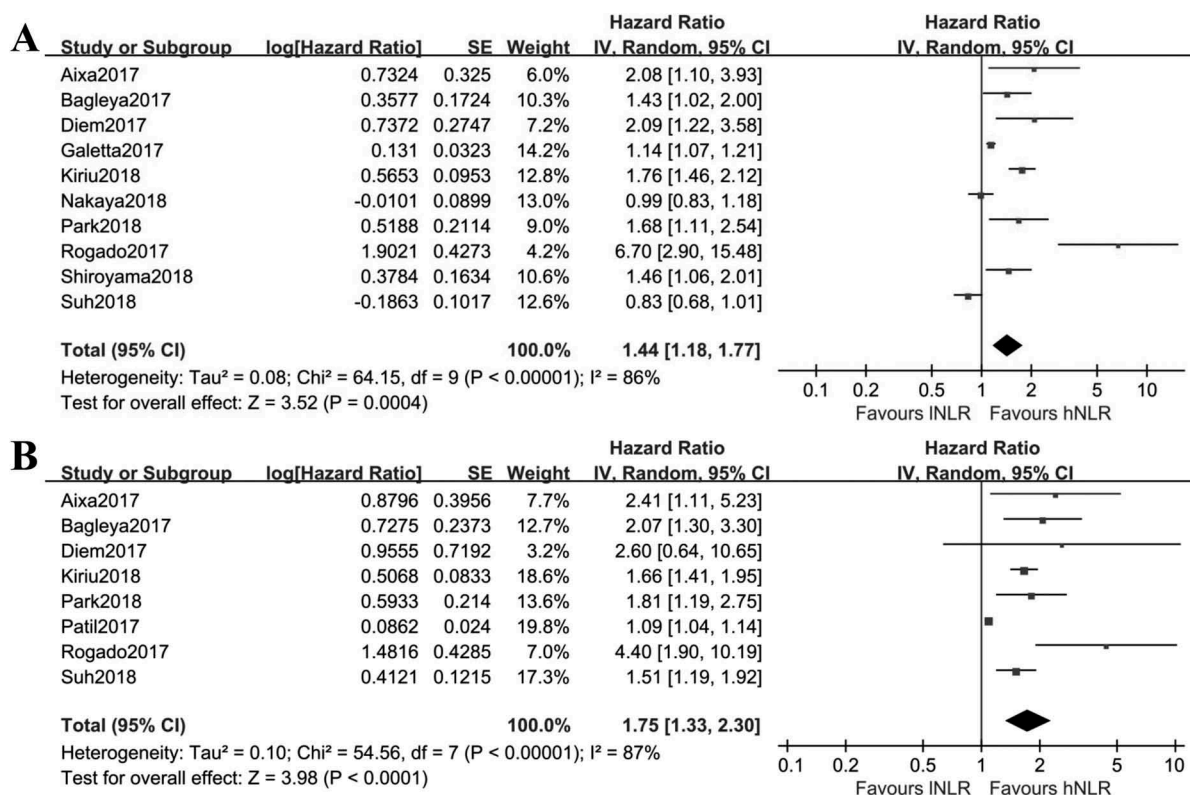 A
Hazard Ratio Hazard Ratio
Study or Subgroup log[Hazard Ratio] SE Weight IV, Random, 95% CI IV, Random, 95% CI
Aixa2017 0.7324 0.325 6.0% 2.08 [1.10, 3.93]
Bagleya2017 0.3577 0.1724 10.3% 1.43 [1.02, 2.00]
Diem2017 0.7372 0.2747 7.2% 2.09 [1.22, 3.58]
Galetta2017 0.131 0.0323 14.2% 1.14 [1.07, 1.21]
Kiriu2018 0.5653 0.0953 12.8% 1.76 [1.46, 2.12]
Nakaya2018 -0.0101 0.0899 13.0% 0.99 [0.83, 1.18]
Park2018 0.5188 0.2114 9.0% 1.68 [1.11, 2.54]
Rogado2017 1.9021 0.4273 4.2% 6.70 [2.90, 15.48]
Shiroyama2018 0.3784 0.1634 10.6% 1.46 [1.06, 2.01]
Suh2018 -0.1863 0.1017 12.6% 0.83 [0.68, 1.01]
Total (95% CI) 100.0% 1.44 [1.18, 1.77]
Heterogeneity: Tau² = 0.08; Chi² = 64.15, df = 9 (P < 0.00001); I² = 86%
Test for overall effect: Z = 3.52 (P = 0.0004)
0.1 0.2 0.5 1 2 5 10
Favours lNLR Favours hNLR
B
Hazard Ratio Hazard Ratio
Study or Subgroup log[Hazard Ratio] SE Weight IV, Random, 95% CI IV, Random, 95% CI
Aixa2017 0.8796 0.3956 7.7% 2.41 [1.11, 5.23]
Bagleya2017 0.7275 0.2373 12.7% 2.07 [1.30, 3.30]
Diem2017 0.9555 0.7192 3.2% 2.60 [0.64, 10.65]
Kiriu2018 0.5068 0.0833 18.6% 1.66 [1.41, 1.95]
Park2018 0.5933 0.214 13.6% 1.81 [1.19, 2.75]
Patil2017 0.0862 0.024 19.8% 1.09 [1.04, 1.14]
Rogado2017 1.4816 0.4285 7.0% 4.40 [1.90, 10.19]
Suh2018 0.4121 0.1215 17.3% 1.51 [1.19, 1.92]
Total (95% CI) 100.0% 1.75 [1.33, 2.30]
Heterogeneity: Tau² = 0.10; Chi² = 54.56, df = 7 (P < 0.00001); I² = 87%
Test for overall effect: Z = 3.98 (P < 0.0001)
0.1 0.2 0.5 1 2 5 10
Favours lNLR Favours hNLR